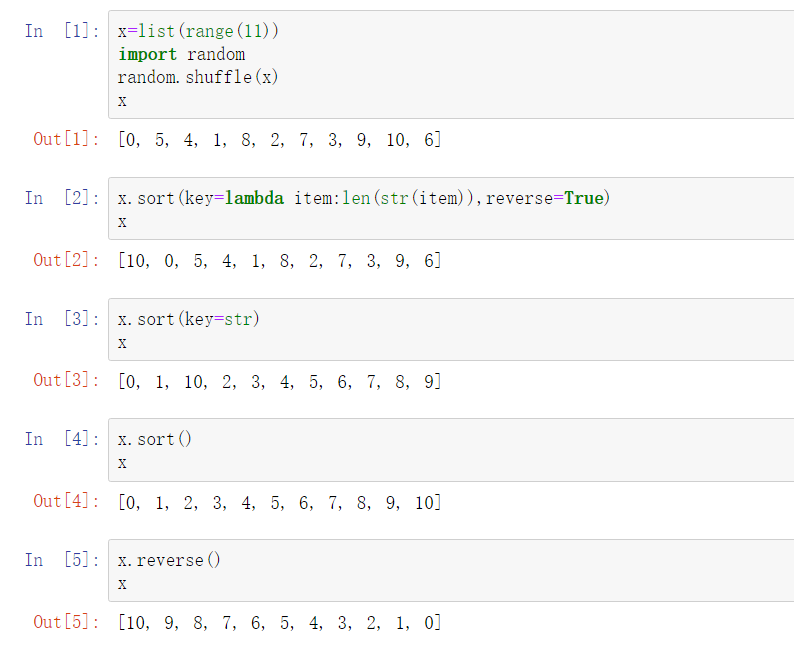 In [1]: x=list(range(11))
import random
random.shuffle(x)
x
Out[1]: [0, 5, 4, 1, 8, 2, 7, 3, 9, 10, 6]
In [2]: x.sort(key=lambda item:len(str(item)),reverse=True)
x
Out[2]: [10, 0, 5, 4, 1, 8, 2, 7, 3, 9, 6]
In [3]: x.sort(key=str)
x
Out[3]: [0, 1, 10, 2, 3, 4, 5, 6, 7, 8, 9]
In [4]: x.sort()
x
Out[4]: [0, 1, 2, 3, 4, 5, 6, 7, 8, 9, 10]
In [5]: x.reverse()
x
Out[5]: [10, 9, 8, 7, 6, 5, 4, 3, 2, 1, 0]